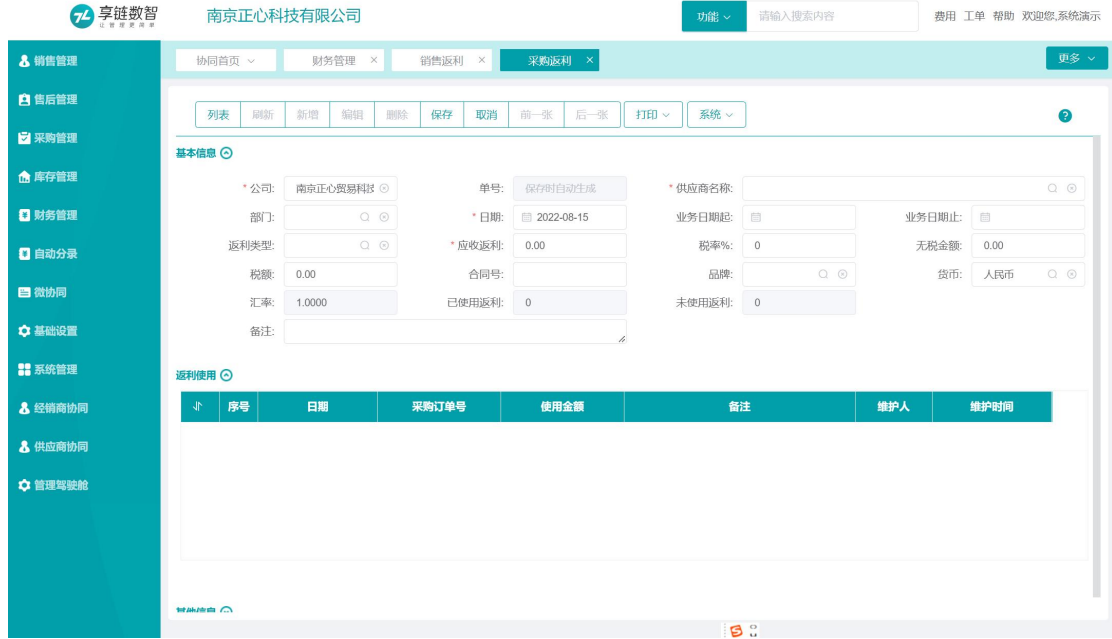 享链数智 南京正心科技有限公司 功能 请输入搜索内容 费用 工单 帮助 欢迎您,系统演示
让管理更简单
销售管理
售后管理
采购管理
库存管理
财务管理
自动分录
微协同
基础设置
系统管理
经销商协同
供应商协同
管理驾驶舱
协同首页 财务管理 × 销售返利 × 采购返利 × 更多
列表 刷新 新增 编辑 删除 保存 取消 前一张 后一张 打印 系统 ?
基本信息
* 公司: 南京正心贸易科技 单号: 保存时自动生成 * 供应商名称:
部门: * 日期: 2022-08-15 业务日期起: 业务日期止:
返利类型: * 应收返利: 0.00 税率%: 0 无税金额: 0.00
税额: 0.00 合同号: 品牌: 货币: 人民币
汇率: 1.0000 已使用返利: 0 未使用返利: 0
备注:
返利使用
序号 日期 采购订单号 使用金额 备注 维护人 维护时间
其他信息